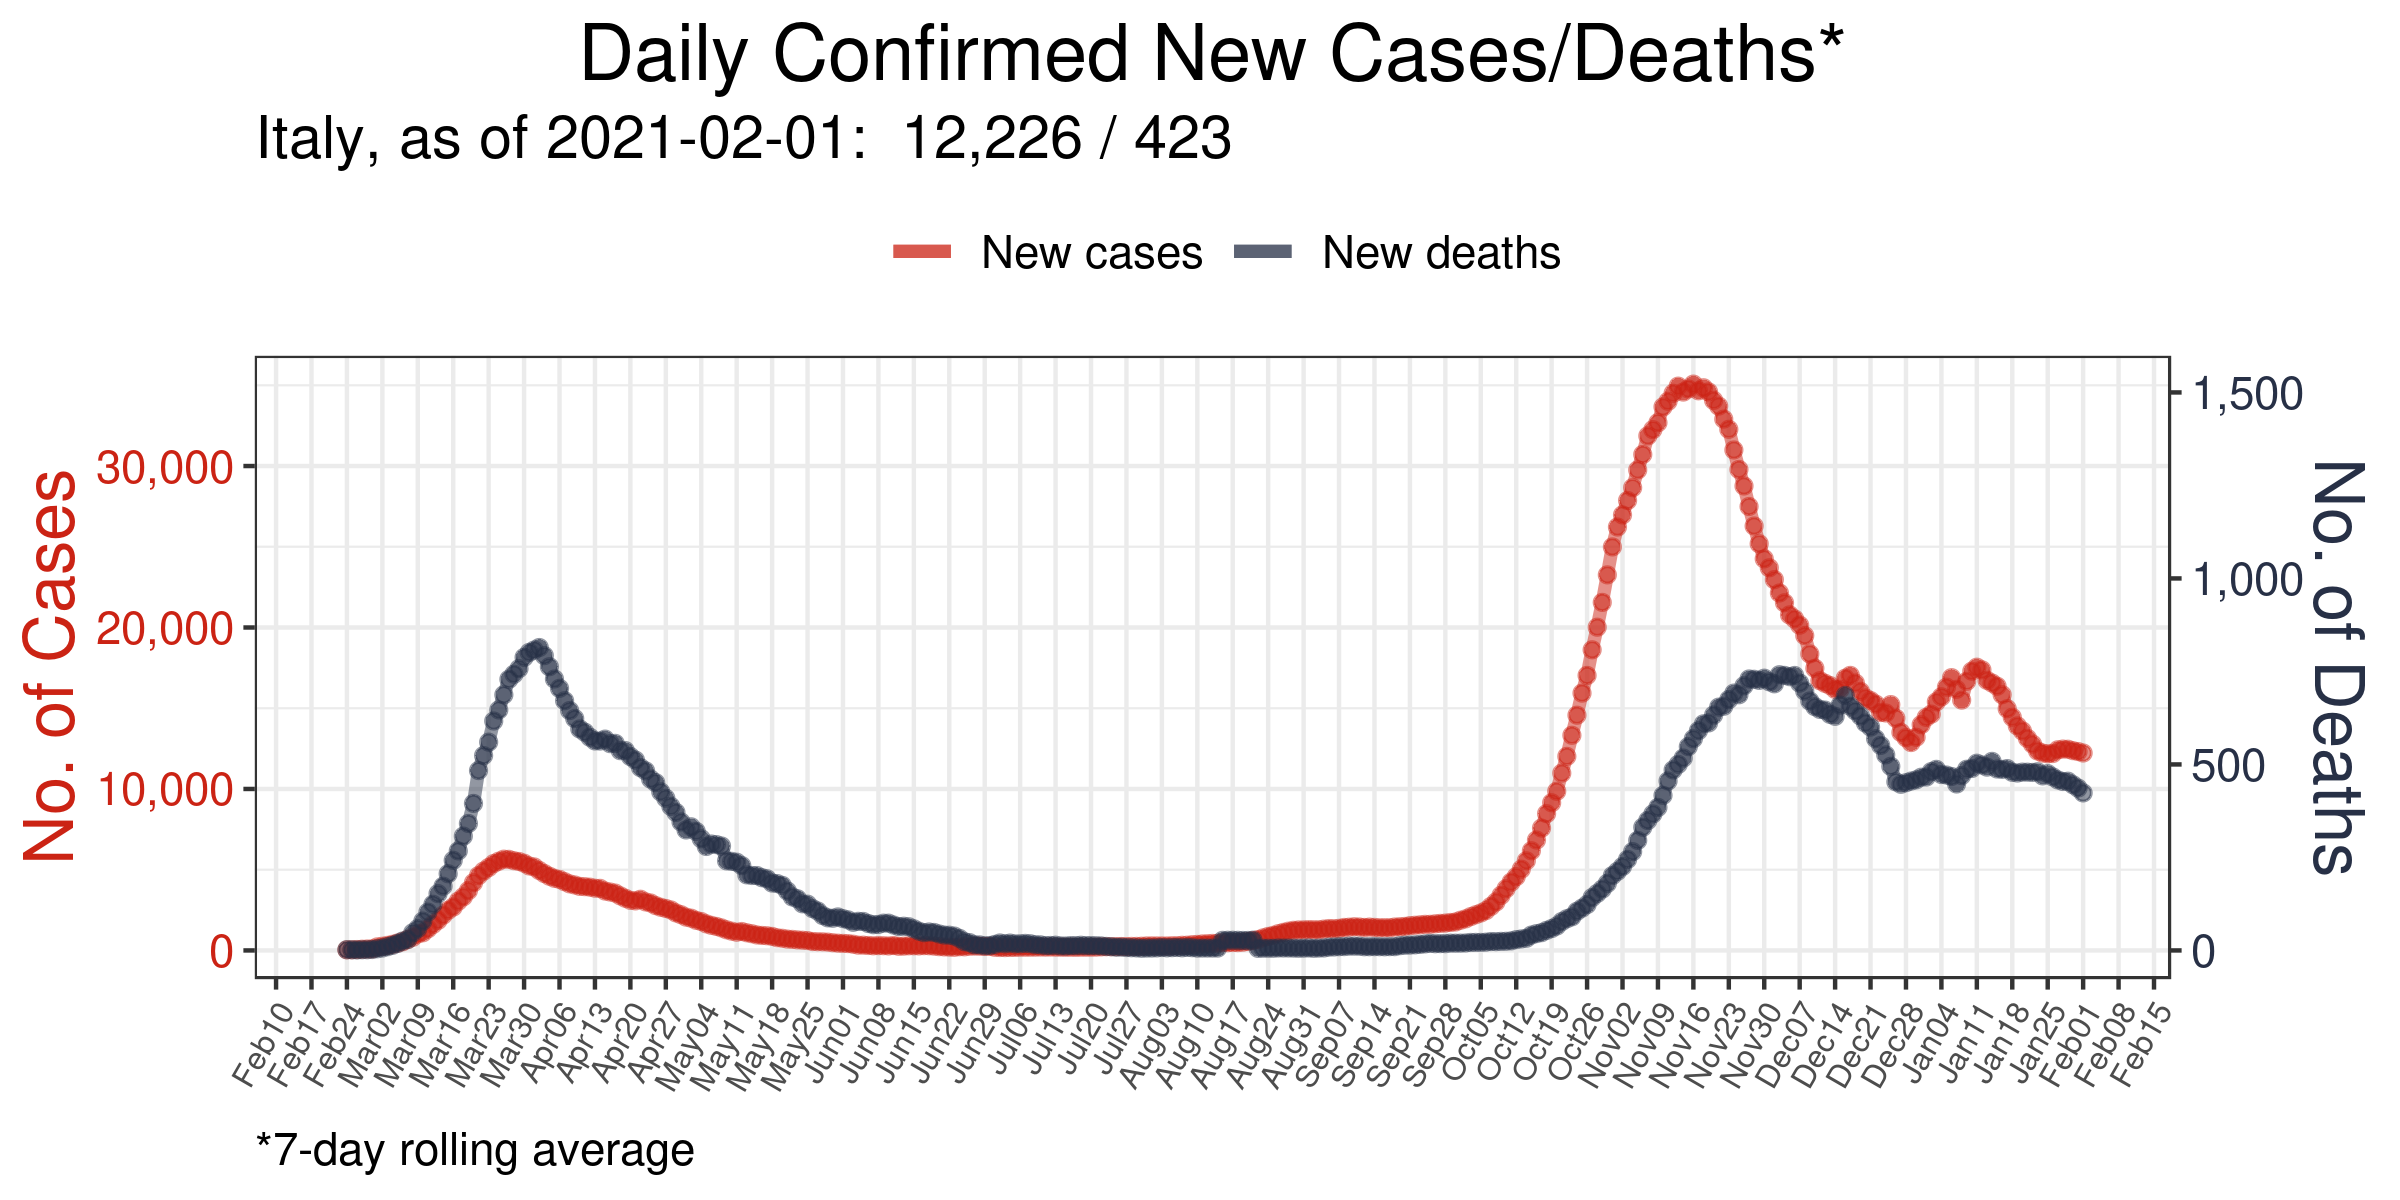 Daily Confirmed New Cases/Deaths*
Italy, as of 2021-02-01:  12,226 / 423
New cases
New deaths
No. of Cases
30,000
20,000
10,000
0
1,500
1,000
500
0
No. of Deaths
Feb10
Feb17
Feb24
Mar02
Mar09
Mar16
Mar23
Mar30
Apr06
Apr13
Apr20
Apr27
May04
May11
May18
May25
Jun01
Jun08
Jun15
Jun22
Jun29
Jul06
Jul13
Jul20
Jul27
Aug03
Aug10
Aug17
Aug24
Aug31
Sep07
Sep14
Sep21
Sep28
Oct05
Oct12
Oct19
Oct26
Nov02
Nov09
Nov16
Nov23
Nov30
Dec07
Dec14
Dec21
Dec28
Jan04
Jan11
Jan18
Jan25
Feb01
Feb08
Feb15
*7-day rolling average